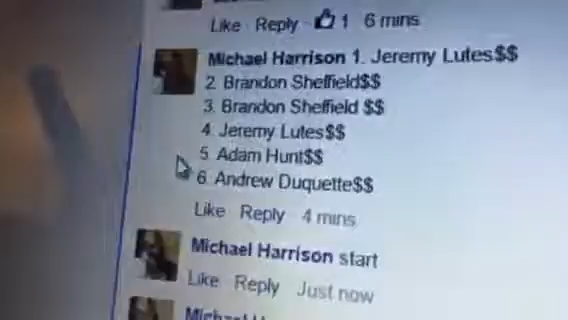 Like · Reply · 1 · 6 mins
Michael Harrison 1. Jeremy Lutes$$
2. Brandon Sheffield$$
3. Brandon Sheffield $$
4. Jeremy Lutes$$
5. Adam Hunt$$
6. Andrew Duquette$$
Like · Reply · 4 mins
Michael Harrison start
Like · Reply · Just now